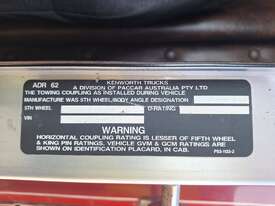 ADR 62
KENWORTH TRUCKS
A DIVISION OF PACCAR AUSTRALIA PTY LTD
THE TOWING COUPLING AS INSTALLED DURING VEHICLE
MANUFACTURE WAS 5TH WHEEL/BODY ANGLE DESIGNATION
5TH WHEEL D-RATING
VIN
WARNING
HORIZONTAL COUPLING RATING IS LESSER OF FIFTH WHEEL
& KING PIN RATINGS. VEHICLE GVM & GCM RATINGS ARE
SHOWN ON IDENTIFICATION PLACARD, IN CAB.